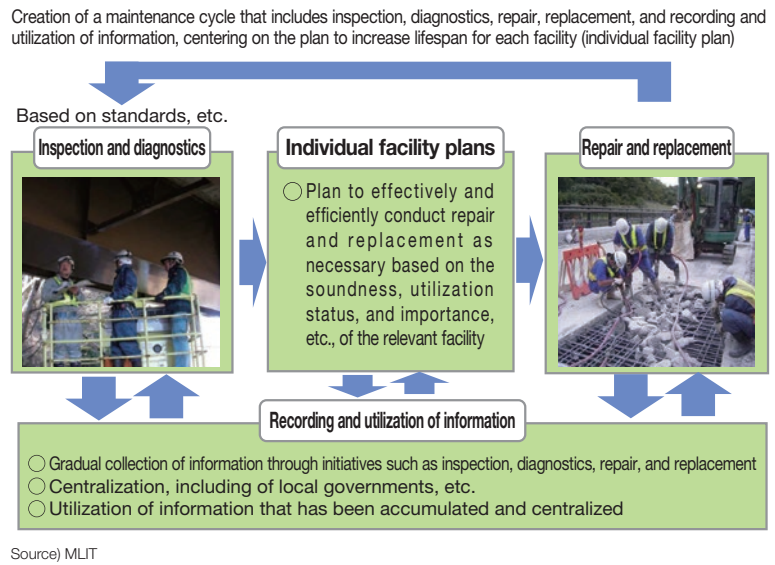 Creation of a maintenance cycle that includes inspection, diagnostics, repair, replacement, and recording and
utilization of information, centering on the plan to increase lifespan for each facility (individual facility plan)
Based on standards, etc.
Inspection and diagnostics
Individual facility plans
○ Plan to effectively and
efficiently conduct repair
and replacement as
necessary based on the
soundness, utilization
status, and importance,
etc., of the relevant facility
Repair and replacement
Recording and utilization of information
○ Gradual collection of information through initiatives such as inspection, diagnostics, repair, and replacement
○ Centralization, including of local governments, etc.
○ Utilization of information that has been accumulated and centralized
Source) MLIT